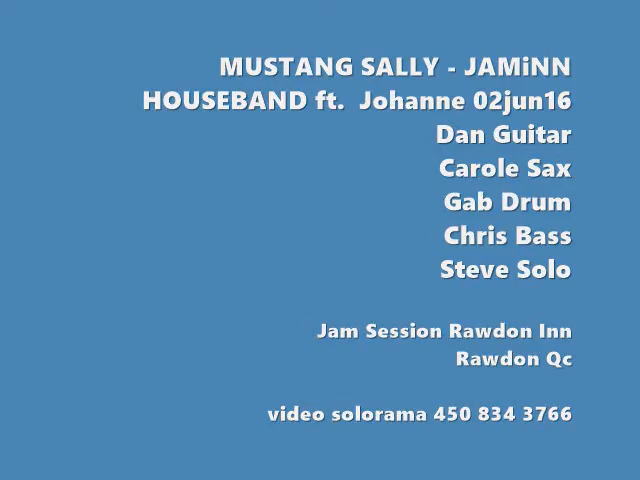 MUSTANG SALLY - JAMiNN
HOUSEBAND ft. Johanne 02jun16
Dan Guitar
Carole Sax
Gab Drum
Chris Bass
Steve Solo
Jam Session Rawdon Inn
Rawdon Qc
video solorama 450 834 3766